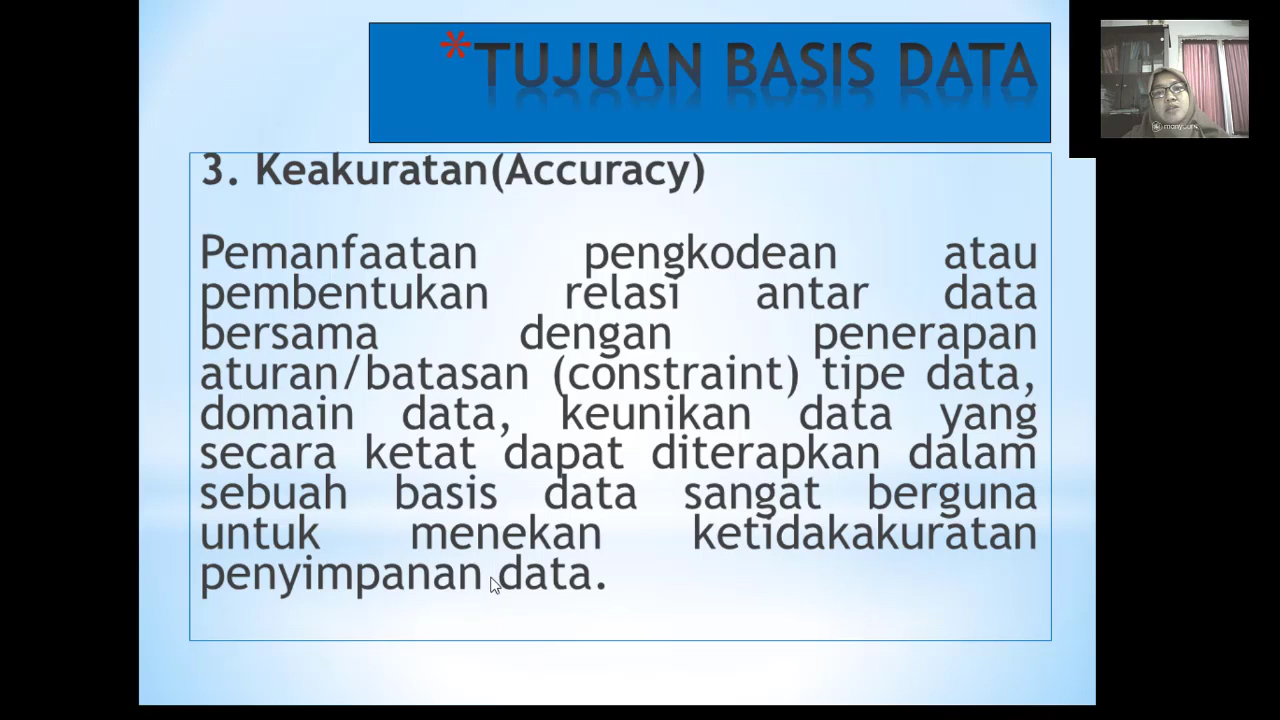 *TUJUAN BASIS DATA
3. Keakuratan(Accuracy)
Pemanfaatan pengkodean atau
pembentukan relasi antar data
bersama dengan penerapan
aturan/batasan (constraint) tipe data,
domain data, keunikan data yang
secara ketat dapat diterapkan dalam
sebuah basis data sangat berguna
untuk menekan ketidakakuratan
penyimpanan data.